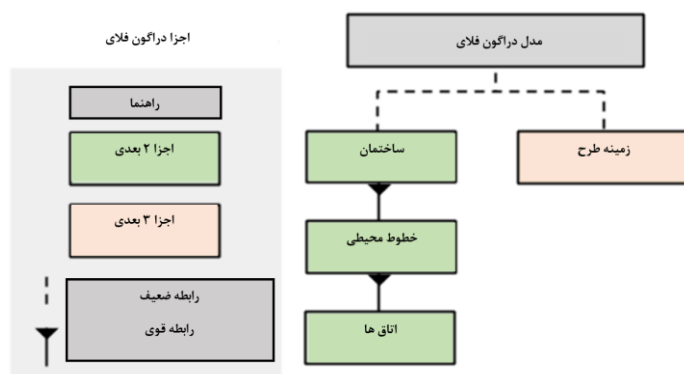 اجزا دراگون فلای
راهنما
اجزا ۲ بعدی
اجزا ۳ بعدی
رابطه ضعیف
رابطه قوی
مدل دراگون فلای
ساختمان
زمینه طرح
خطوط محیطی
اتاق ها